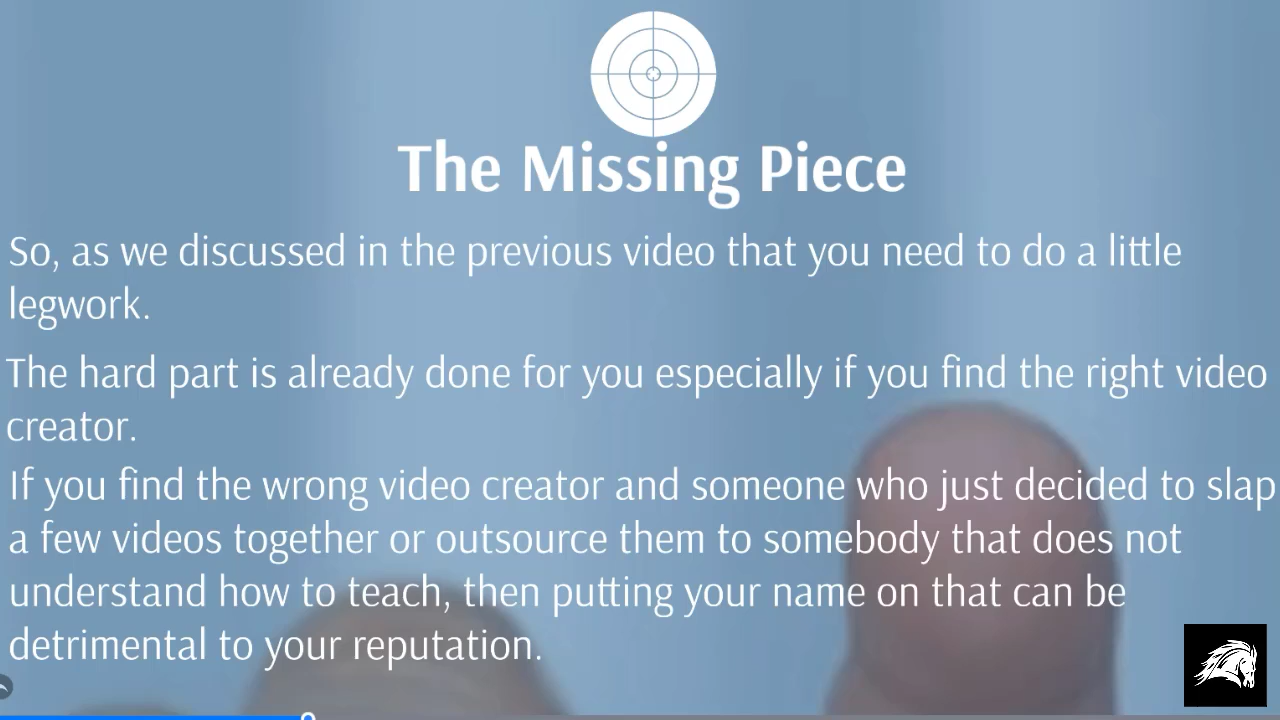 The Missing Piece
So, as we discussed in the previous video that you need to do a little
legwork.
The hard part is already done for you especially if you find the right video
creator.
If you find the wrong video creator and someone who just decided to slap
a few videos together or outsource them to somebody that does not
understand how to teach, then putting your name on that can be
detrimental to your reputation.